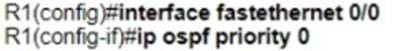 R1(config)#interface fastethernet 0/0
R1(config-if)#ip ospf priority 0